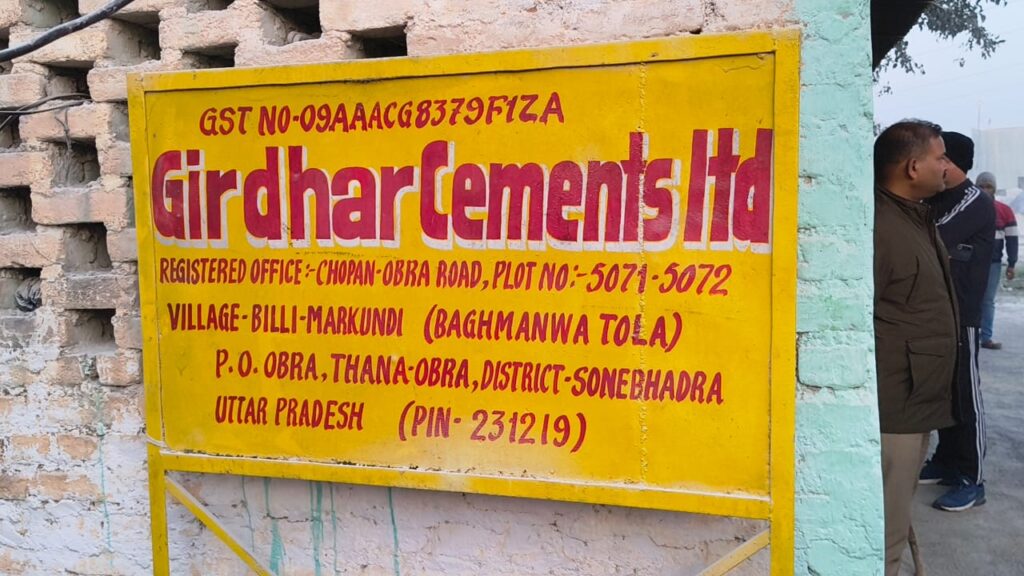 GST NO-09AAACG8379F1ZA
Girdhar Cements ltd
REGISTERED OFFICE:-CHOPAN-OBRA ROAD, PLOT NO:-5071-5072
VILLAGE-BILLI-MARKUNDI (BAGHMANWA TOLA)
P.O. OBRA, THANA-OBRA, DISTRICT-SONEBHADRA
UTTAR PRADESH (PIN- 231219)